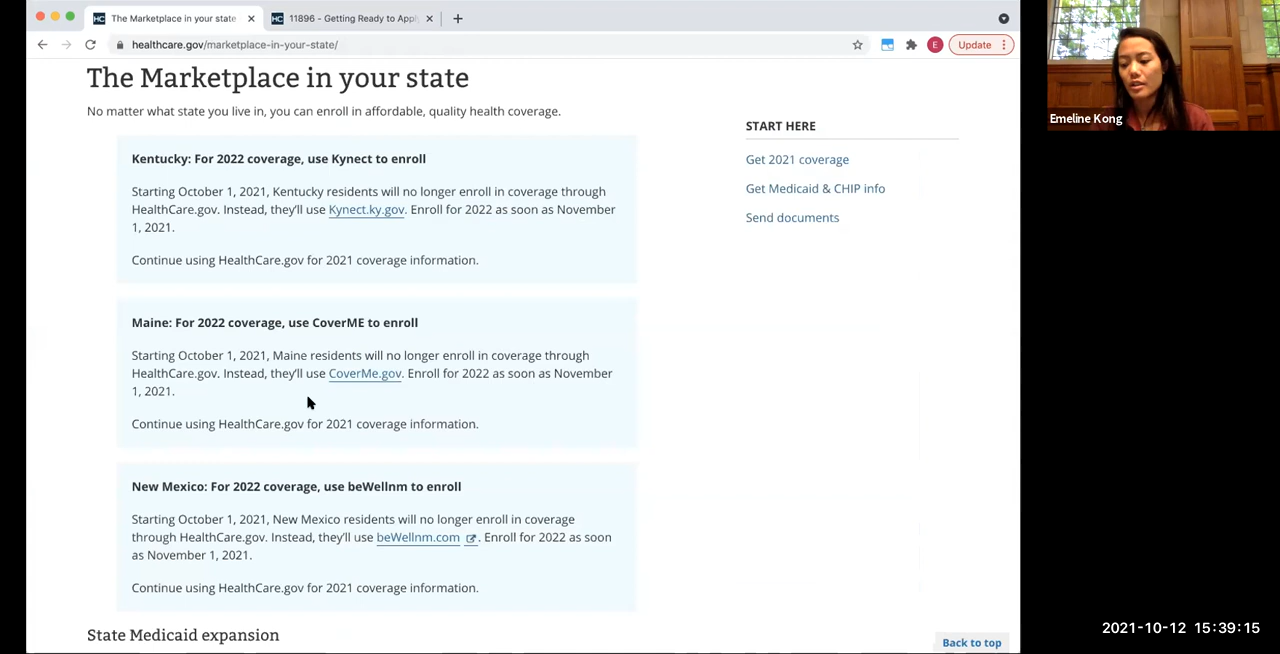 The Marketplace in your state
11896 - Getting Ready to Appl
healthcare.gov/marketplace-in-your-state/
E
Update
The Marketplace in your state
No matter what state you live in, you can enroll in affordable, quality health coverage.
Kentucky: For 2022 coverage, use Kynect to enroll
Starting October 1, 2021, Kentucky residents will no longer enroll in coverage through
HealthCare.gov. Instead, they'll use Kynect.ky.gov. Enroll for 2022 as soon as November
1, 2021.
Continue using HealthCare.gov for 2021 coverage information.
Maine: For 2022 coverage, use CoverME to enroll
Starting October 1, 2021, Maine residents will no longer enroll in coverage through
HealthCare.gov. Instead, they'll use CoverMe.gov. Enroll for 2022 as soon as November
1, 2021.
Continue using HealthCare.gov for 2021 coverage information.
New Mexico: For 2022 coverage, use beWellnm to enroll
Starting October 1, 2021, New Mexico residents will no longer enroll in coverage
through HealthCare.gov. Instead, they'll use beWellnm.com. Enroll for 2022 as soon
as November 1, 2021.
Continue using HealthCare.gov for 2021 coverage information.
State Medicaid expansion
START HERE
Get 2021 coverage
Get Medicaid & CHIP info
Send documents
Back to top
Emeline Kong
2021-10-12 15:39:15